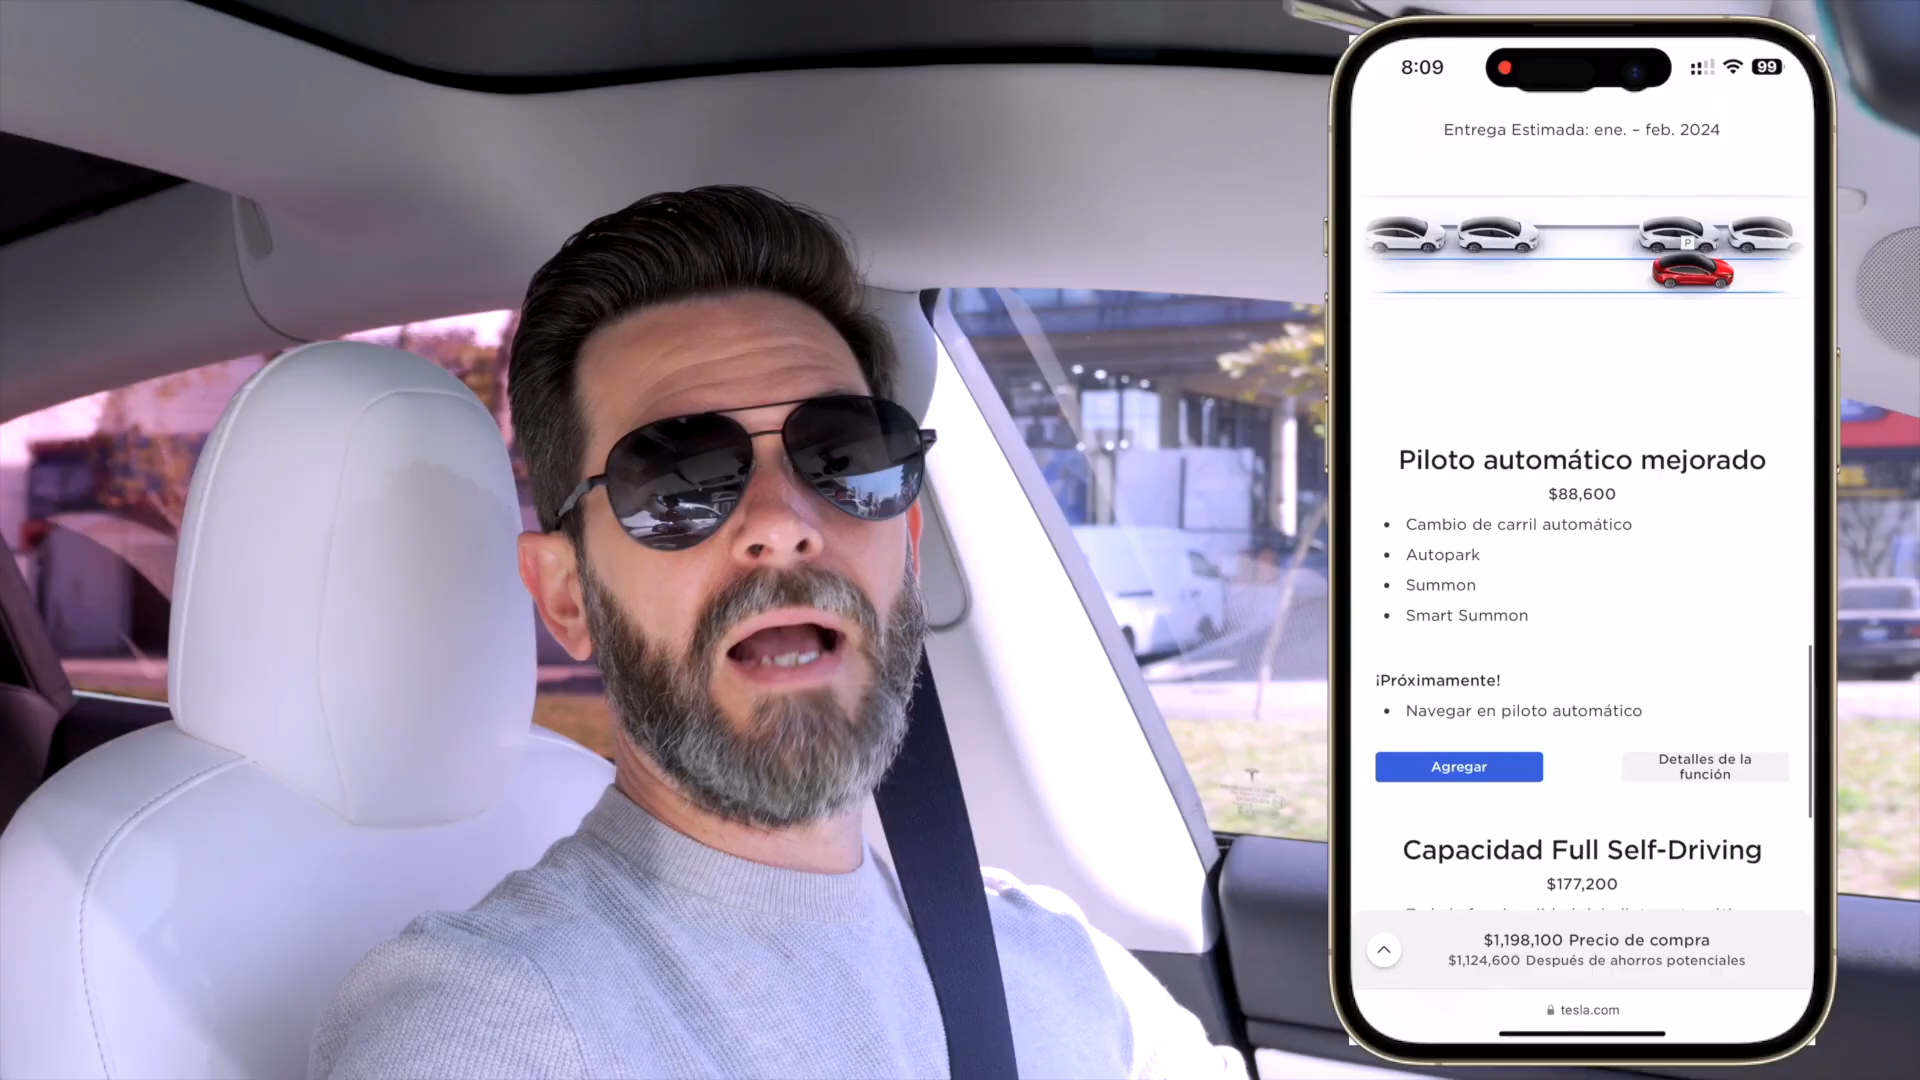 8:09
99
Entrega Estimada: ene. – feb. 2024
P
Piloto automático mejorado
$88,600
• Cambio de carril automático
• Autopark
• Summon
• Smart Summon
¡Próximamente!
• Navegar en piloto automático
Agregar
Detalles de la
función
Capacidad Full Self-Driving
$177,200
$1,198,100 Precio de compra
$1,124,600 Después de ahorros potenciales
tesla.com